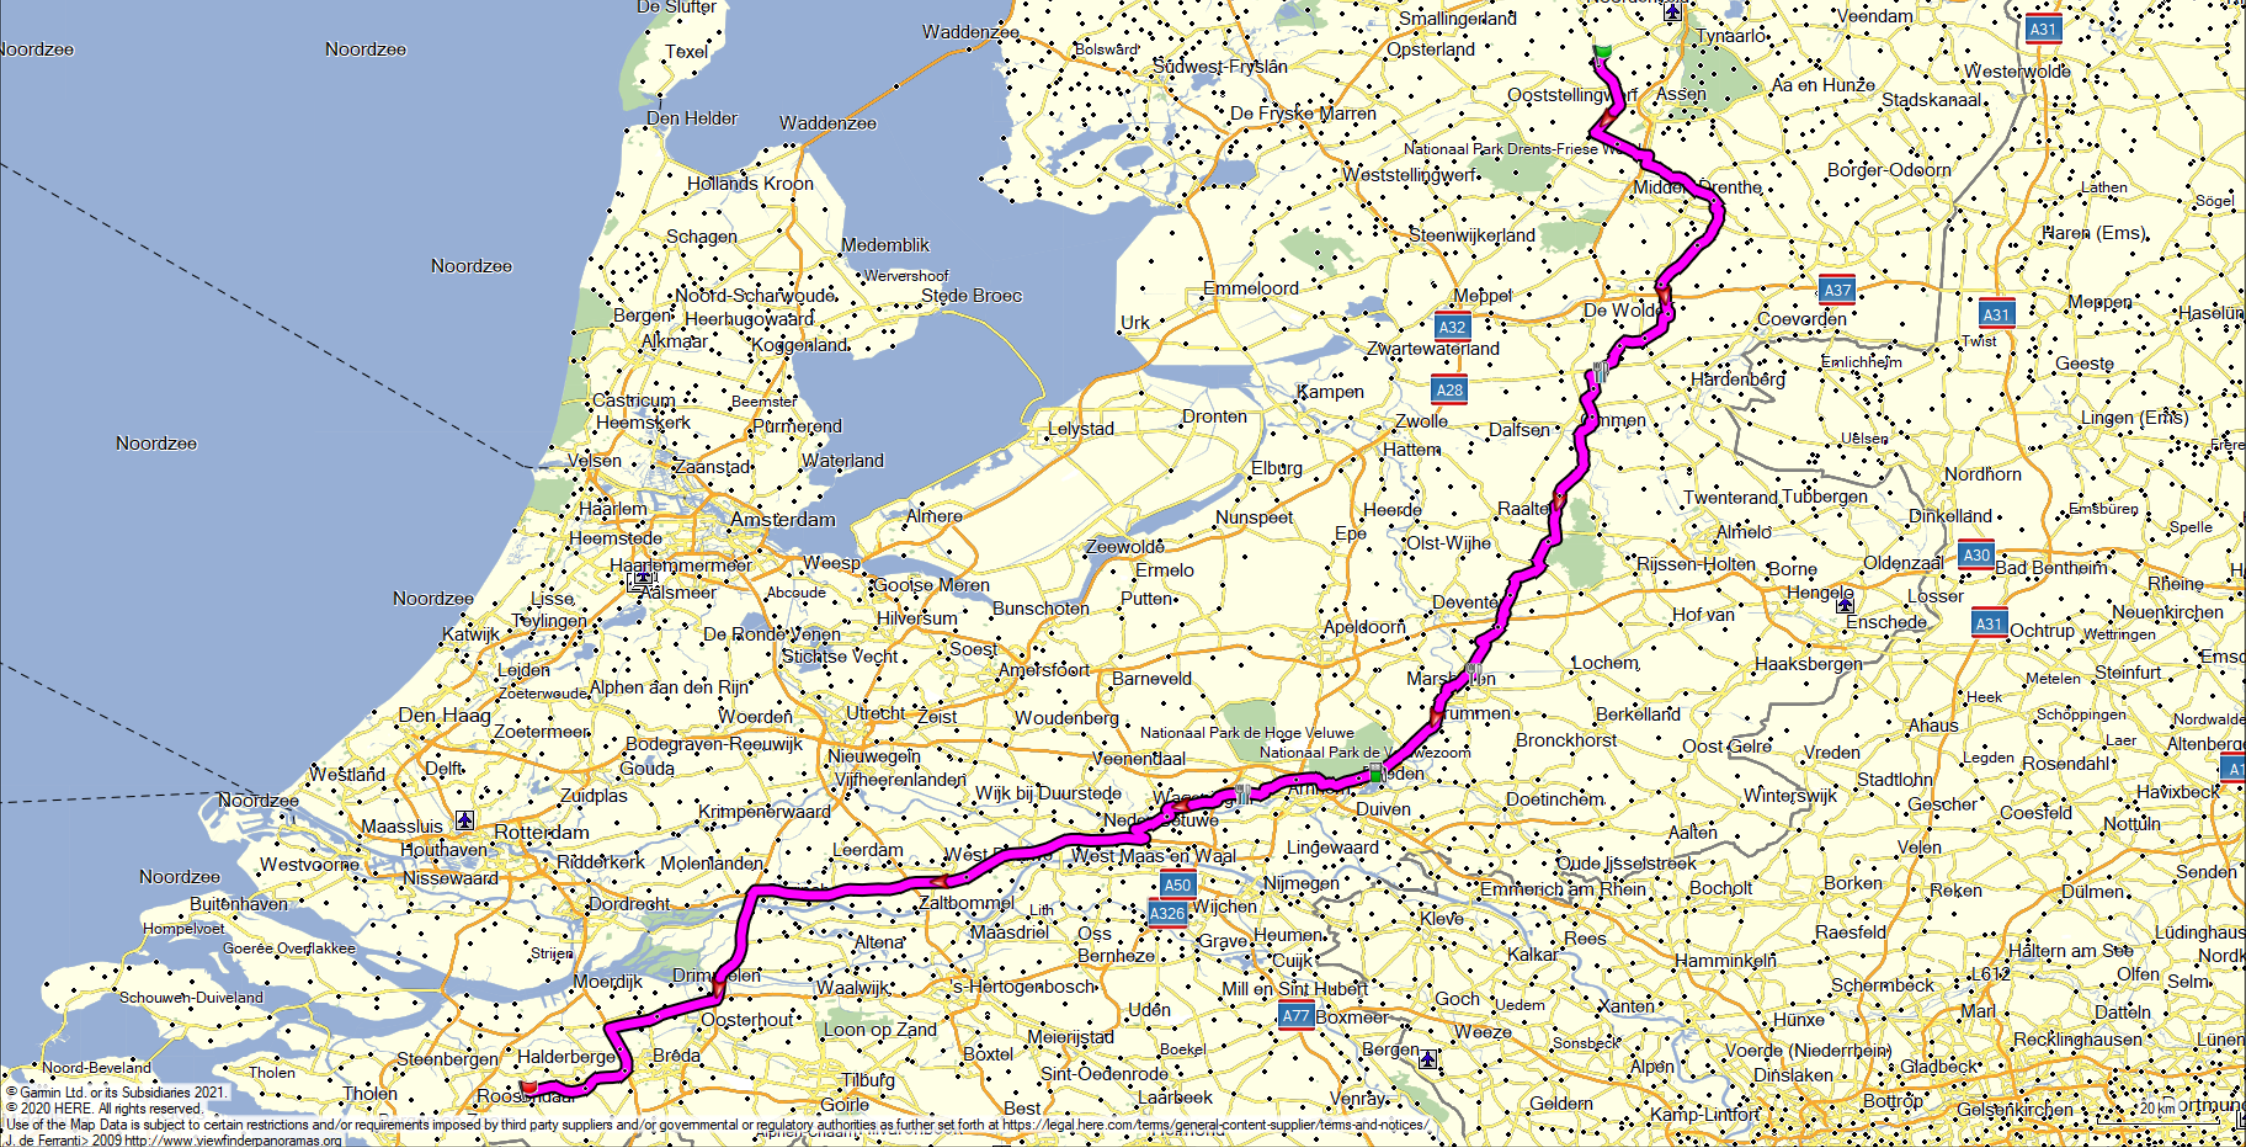 De Slufter
Waddenzee
Smallingerland
Veendam
A31
Noordzee
Noordzee
Texel
Bolsward
Opsterland
Tynaarlo
Súdwest-Fryslân
Westerwolde
Aa en Hunze
Ooststellingwerf
Assen
Stadskanaal
Den Helder
Waddenzee
De Fryske Marren
Nationaal Park Drents-Friese
Hollands Kroon
Weststellingwerf
Borger-Odoorn
Lathen
Sögel
Schagen
Medemblik
Steenwijkerland
Haren (Ems)
Noordzee
Wervershoof
Noord-Scharwoude
Stede Broec
Emmeloord
Meppel
A37
Meppen
Bergen
Heerhugowaard
Urk
A32
Coevorden
A31
Alkmaar
Koggenland
Zwartewaterland
Emlichheim
Twist
Geeste
A28
Hardenberg
Castricum
Beemster
Kampen
Lingen (Ems)
Heemskerk
Purmerend
Lelystad
Dronten
Zwolle
Dalfsen
Noordzee
Hattem
Uelsen
Velsen
Zaanstad
Waterland
Elburg
Nordhorn
Twenterand
Tubbergen
Haarlem
Amsterdam
Almere
Nunspeet
Heerde
Raalte
Dinkelland
Emsbüren
Spelle
Heemstede
Zeewolde
Epe
Olst-Wijhe
Almelo
A30
Haarlemmermeer
Weesp
Ermelo
Rijssen-Holten
Borne
Oldenzaal
Bad Bentheim
Rheine
Noordzee
Lisse
Aalsmeer
Abcoude
Gooise Meren
Putten
Hengelo
Losser
Teylingen
Hilversum
Bunschoten
Hof van
Enschede
A31
Ochtrup
Neuenkirchen
Wettringen
Katwijk
De Ronde Venen
Apeldoorn
Stichtse Vecht
Soest
Leiden
Amersfoort
Barneveld
Lochem
Haaksbergen
Steinfurt
Zoeterwoude
Alphen aan den Rijn
Metelen
Heek
Den Haag
Woerden
Utrecht
Zeist
Woudenberg
Berkelland
Ahaus
Schöppingen
Zoetermeer
Nationaal Park de Hoge Veluwe
Bodegraven-Reeuwijk
Nieuwegein
Veenendaal
Bronckhorst
Oost Gelre
Vreden
Laer
Legden
Rosendahl
Westland
Delft
Gouda
Vijfheerenlanden
Stadtlohn
Noordzee
Zuidplas
Krimpenerwaard
Wijk bij Duurstede
Duiven
Doetinchem
Winterswijk
Gescher
Coesfeld
Havixbeck
Maassluis
Rotterdam
Aalten
Nottuln
Houthaven
Westvoorne
Ridderkerk
Molenlanden
Leerdam
West Maas en Waal
Lingewaard
Oude Ijsselstreek
Velen
Noordzee
Nissewaard
A50
Nijmegen
Emmerich am Rhein
Bocholt
Borken
Reken
Dülmen
Senden
Buitenhaven
Dordrecht
Zaltbommel
Lith
A326
Wijchen
Kleve
Hompelvoet
Goeree Overflakkee
Strijen
Altena
Maasdriel
Oss
Grave
Heumen
Rees
Raesfeld
Haltern am See
Bernheze
Cuijk
Kalkar
Hamminkeln
Moerdijk
Olfen
L612
Schouwen-Duiveland
Waalwijk
's-Hertogenbosch
Mill en Sint Hubert
Goch
Uedem
Xanten
Schermbeck
Selm
Oosterhout
Loon op Zand
Uden
A77
Boxmeer
Weeze
Hünxe
Marl
Datteln
Steenbergen
Halderberge
Breda
Boxtel
Meierijstad
Boekel
Bergen
Sonsbeck
Voerde (Niederrhein)
Recklinghausen
Noord-Beveland
Tholen
Sint-Oedenrode
Alpen
Dinslaken
Gladbeck
Tholen
Tilburg
Goirle
Best
Laarbeek
Venray
Geldern
Kamp-Lintfort
Bottrop
Gelsenkirchen
20 km
© Garmin Ltd. or its Subsidiaries 2021.
© 2020 HERE. All rights reserved.
Use of the Map Data is subject to certain restrictions and/or requirements imposed by third party suppliers and/or governmental or regulatory authorities as further set forth at https://legal.here.com/terms/general-content-supplier/terms-and-notices/
J. de Ferranti> 2009 http://www.viewfinderpanoramas.org